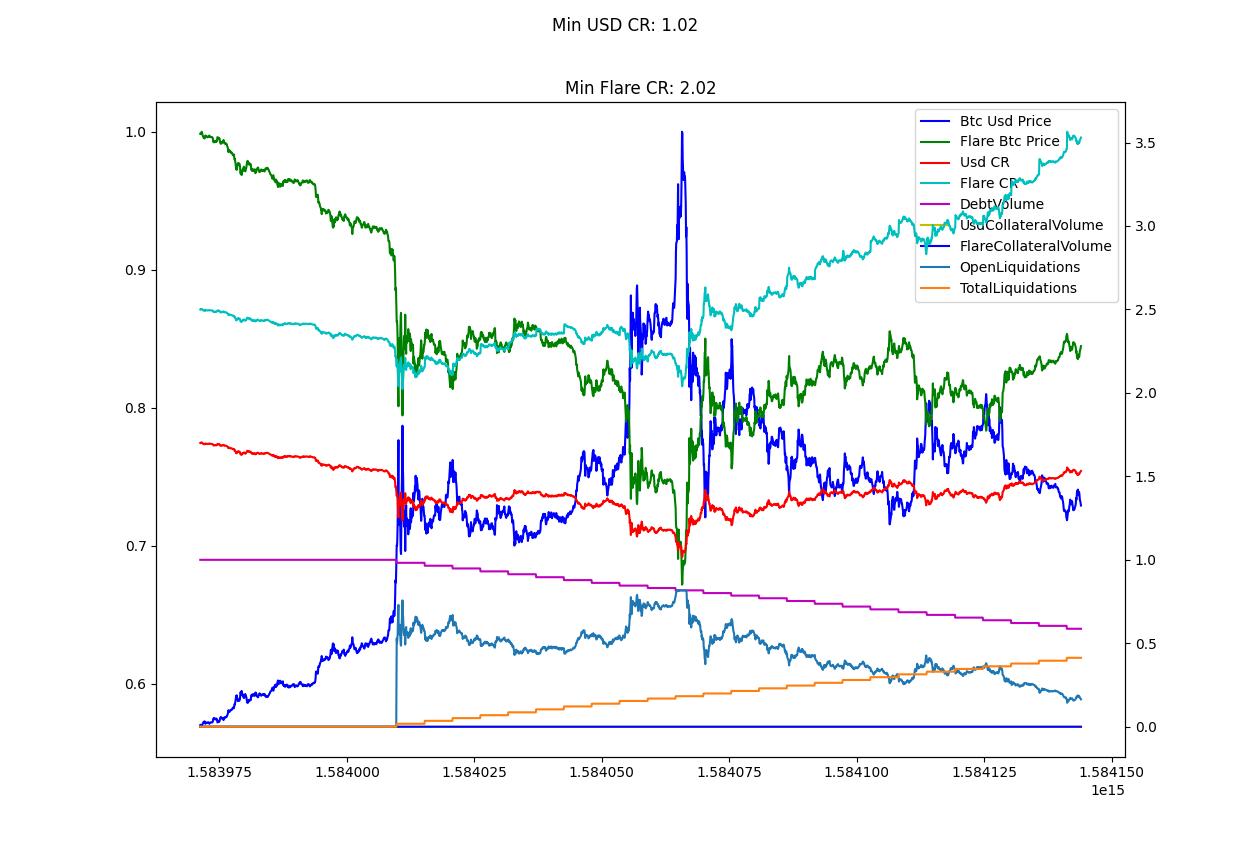 Min USD CR: 1.02
Min Flare CR: 2.02
1.0
0.9
0.8
0.7
0.6
3.5
3.0
2.5
2.0
1.5
1.0
0.5
0.0
Btc Usd Price
Flare Btc Price
Usd CR
Flare CR
DebtVolume
UsdCollateralVolume
FlareCollateralVolume
OpenLiquidations
TotalLiquidations
1.583975
1.584000
1.584025
1.584050
1.584075
1.584100
1.584125
1.584150
1e15